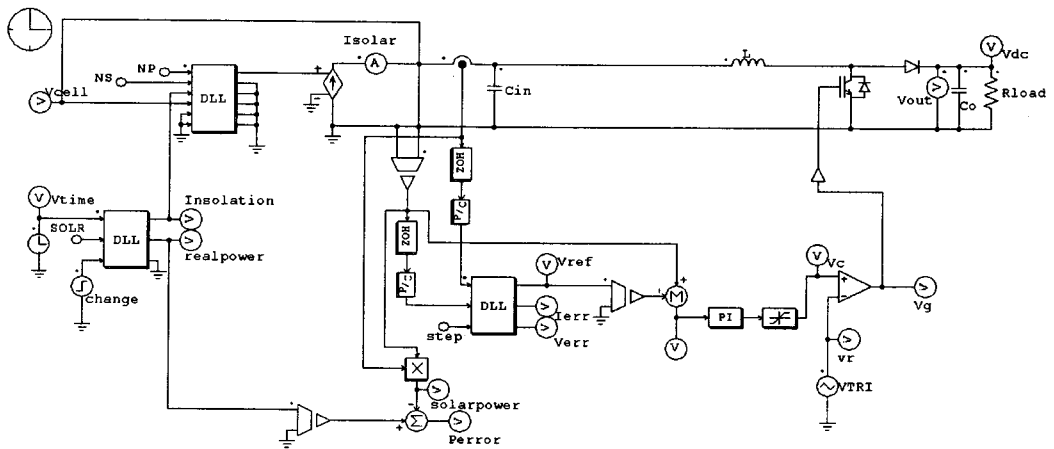 Isolar
A
L
V
Vdc
NP
NS
DLL
Cin
V
Vcell
Vout
V
Co
Rload
ZOH
V
Vtime
Insolation
V
SOLR
DLL
V
realpower
P/C
ZOH
change
P/C
V
Vref
V
Vc
DLL
V
Ierr
M
V
Vg
step
V
Verr
PI
V
V
vr
X
V
solarpower
VTRI
Σ
V
Perror